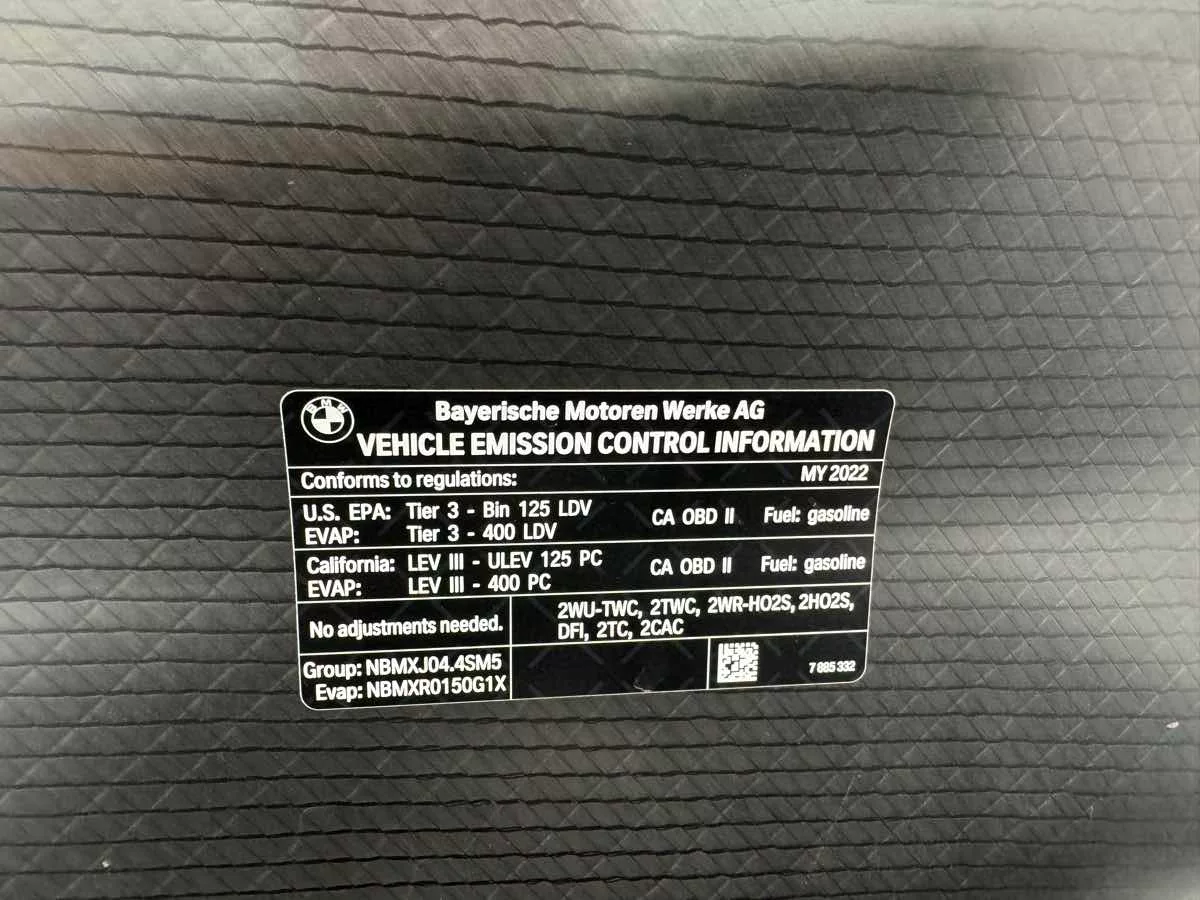 BMW
Bayerische Motoren Werke AG
VEHICLE EMISSION CONTROL INFORMATION
Conforms to regulations: MY 2022
U.S. EPA: Tier 3 - Bin 125 LDV CA OBD II Fuel: gasoline
EVAP: Tier 3 - 400 LDV
California: LEV III - ULEV 125 PC CA OBD II Fuel: gasoline
EVAP: LEV III - 400 PC
No adjustments needed.
2WU-TWC, 2TWC, 2WR-HO2S, 2HO2S,
DFI, 2TC, 2CAC
Group: NBMXJ04.4SM5
Evap: NBMXR0150G1X
7 885 332